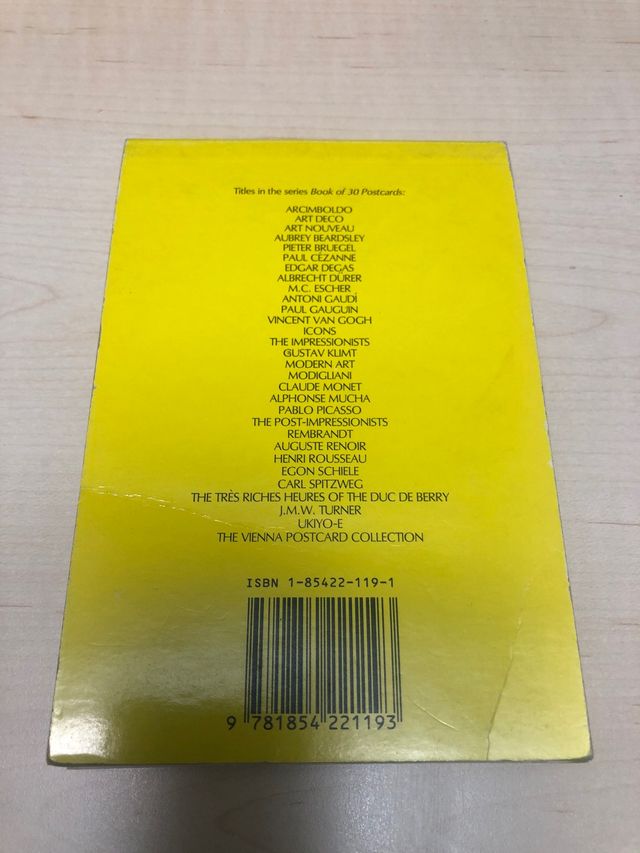 Titles in the series Book of 30 Postcards:
ARCIMBOLDO
ART DECO
ART NOUVEAU
AUBREY BEARDSLEY
PIETER BRUEGEL
PAUL CÉZANNE
EDGAR DEGAS
ALBRECHT DÜRER
M.C. ESCHER
ANTONI GAUDÍ
PAUL GAUGUIN
VINCENT VAN GOGH
ICONS
THE IMPRESSIONISTS
GUSTAV KLIMT
MODERN ART
MODIGLIANI
CLAUDE MONET
ALPHONSE MUCHA
PABLO PICASSO
THE POST-IMPRESSIONISTS
REMBRANDT
AUGUSTE RENOIR
HENRI ROUSSEAU
EGON SCHIELE
CARL SPITZWEG
THE TRÈS RICHES HEURES OF THE DUC DE BERRY
J.M.W. TURNER
UKIYO-E
THE VIENNA POSTCARD COLLECTION
ISBN 1-85422-119-1
9 781854 221193